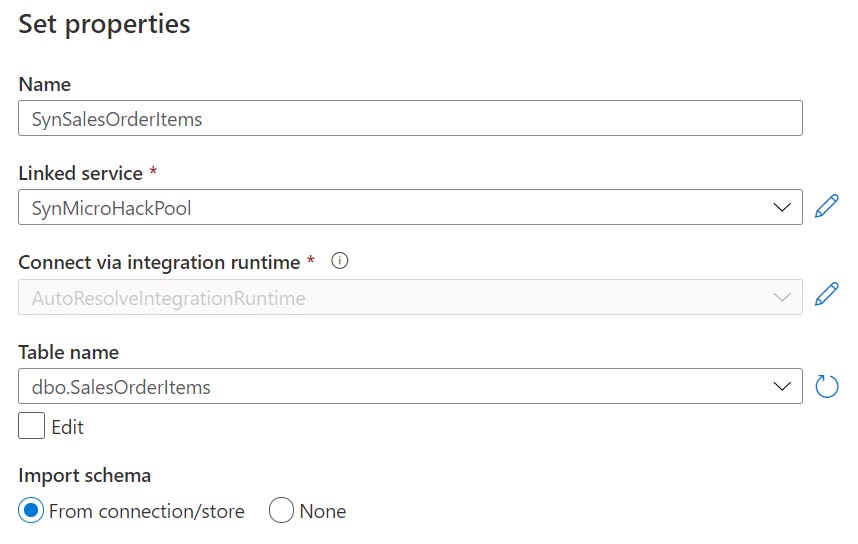 Set properties
Name
SynSalesOrderItems
Linked service *
SynMicroHackPool
Connect via integration runtime *
AutoResolveIntegrationRuntime
Table name
dbo.SalesOrderItems
Edit
Import schema
From connection/store None